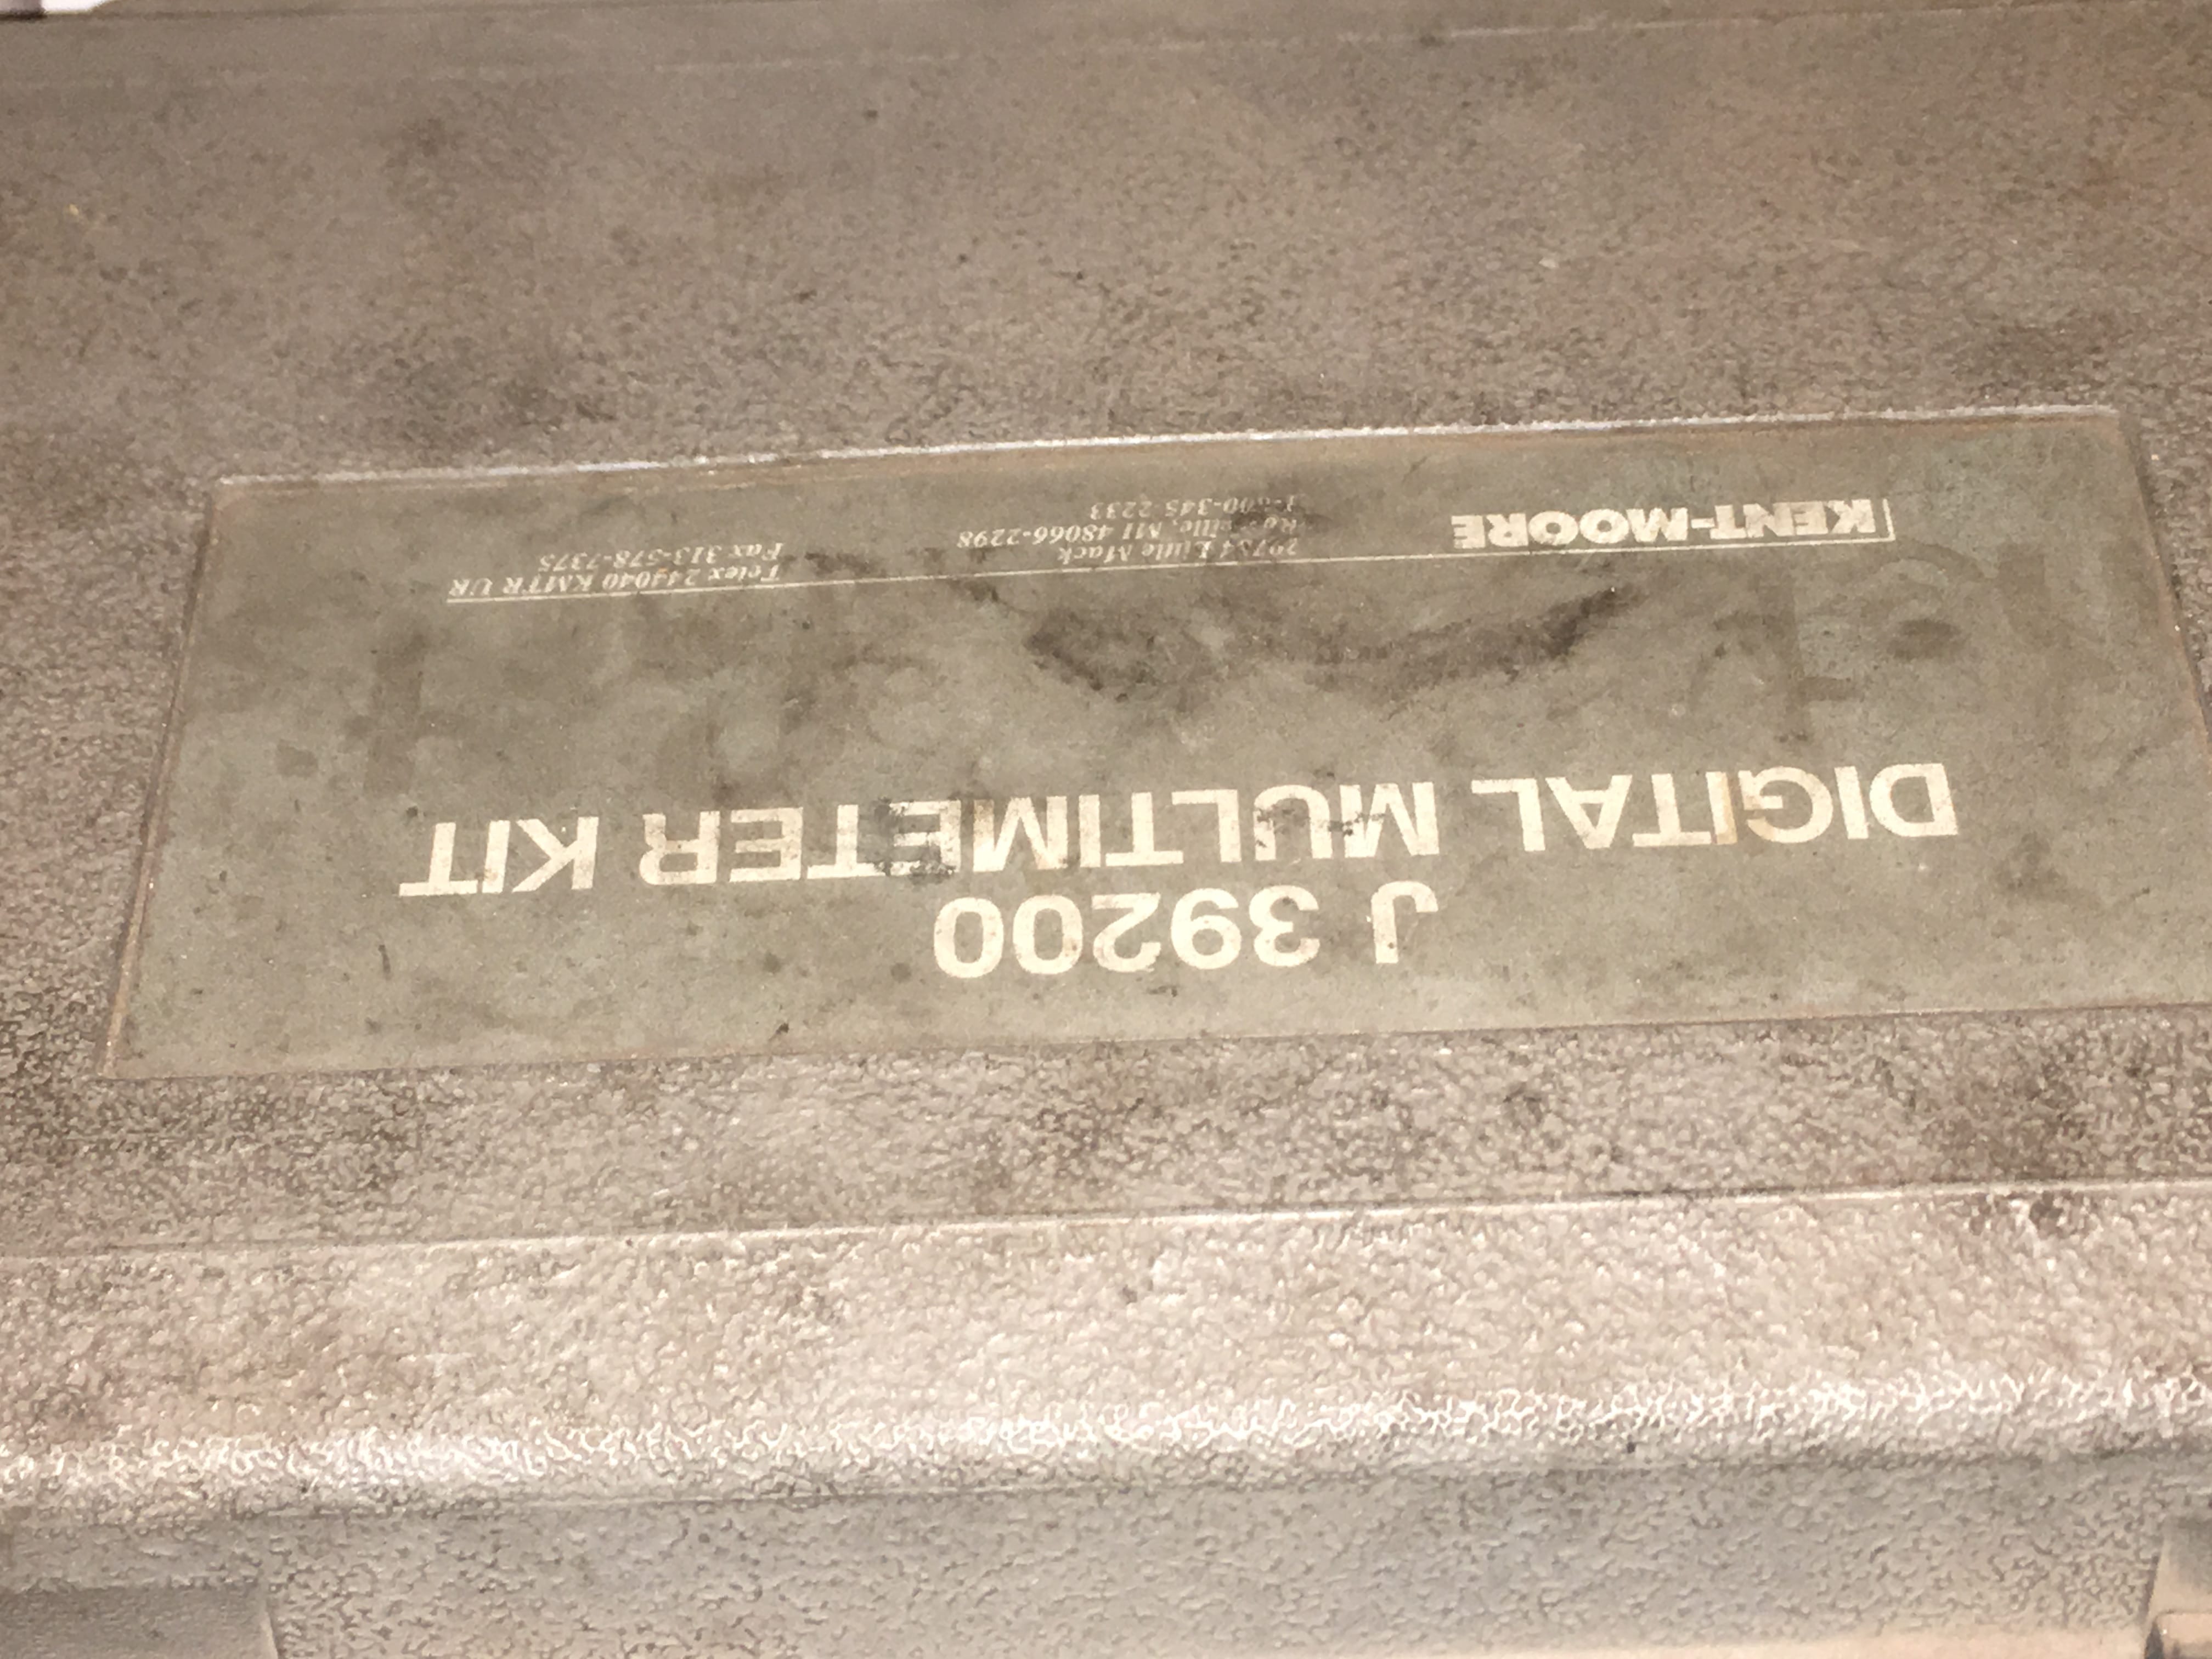 J 39200
DIGITAL MULTIMETER KIT
KENT-MOORE
29784 Little Mack
Roseville, MI 48066-2298
1-800-345-2233
Telex 244040 KMTR UR
Fax 313-578-7375